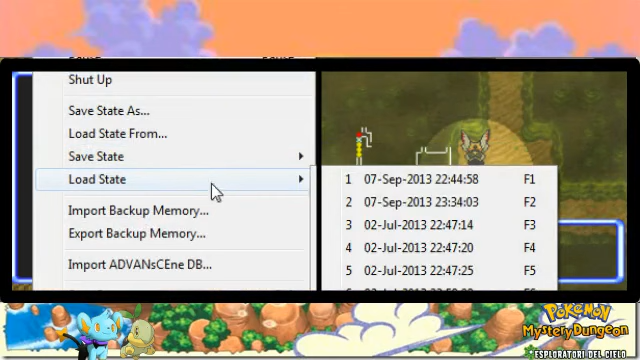 Shut Up
Save State As...
Load State From...
Save State
Load State
Import Backup Memory...
Export Backup Memory...
Import ADVANsCEne DB...
1 07-Sep-2013 22:44:58 F1
2 07-Sep-2013 23:34:03 F2
3 02-Jul-2013 22:47:14 F3
4 02-Jul-2013 22:47:20 F4
5 02-Jul-2013 22:47:25 F5
POKéMON
Mystery Dungeon
ESPLORATORI DEL CIELO